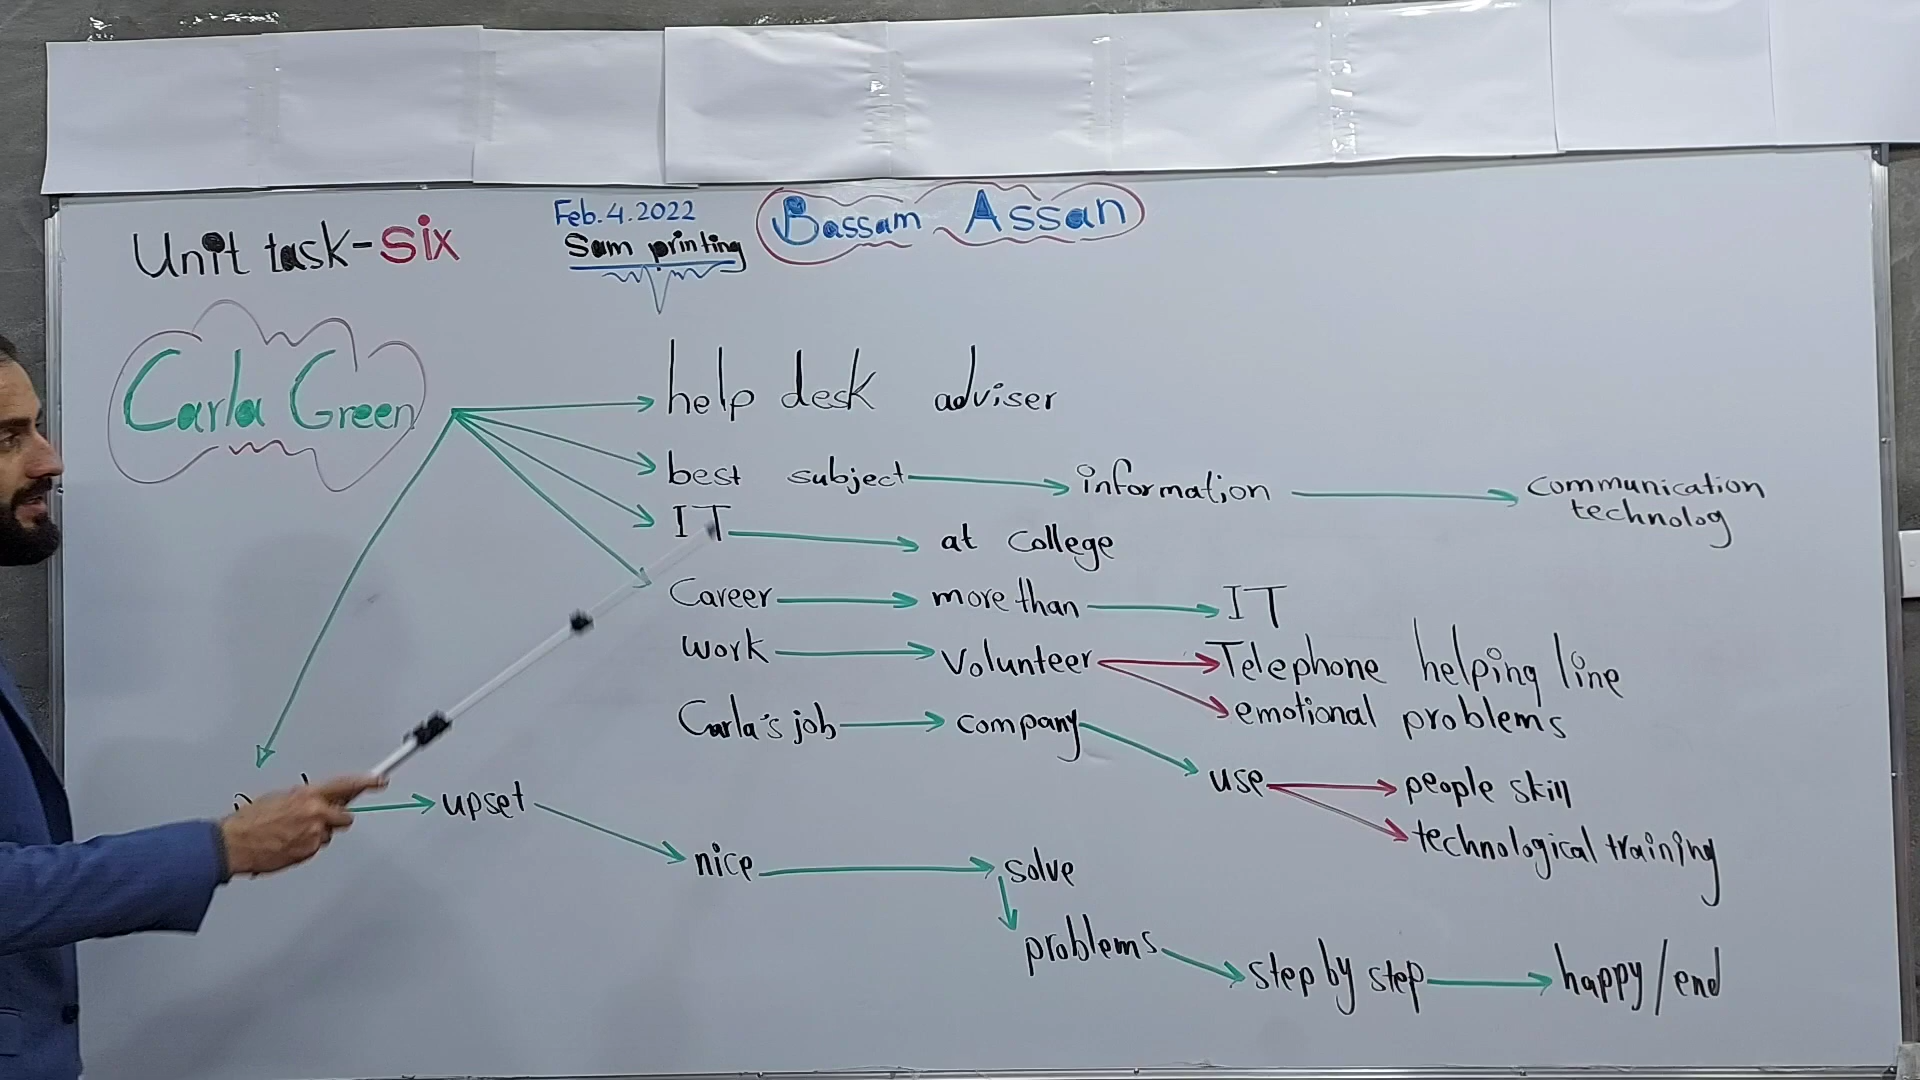 Feb. 4. 2022
Bassam Assan
Unit task-Six
Sam printing
Carla Green
help desk adviser
best subject information communication
technolog
IT at college
Career more than IT
work Volunteer Telephone helping line
emotional problems
Carla's job company
use people skill
technological training
upset
nice solve
problems step by step happy/end